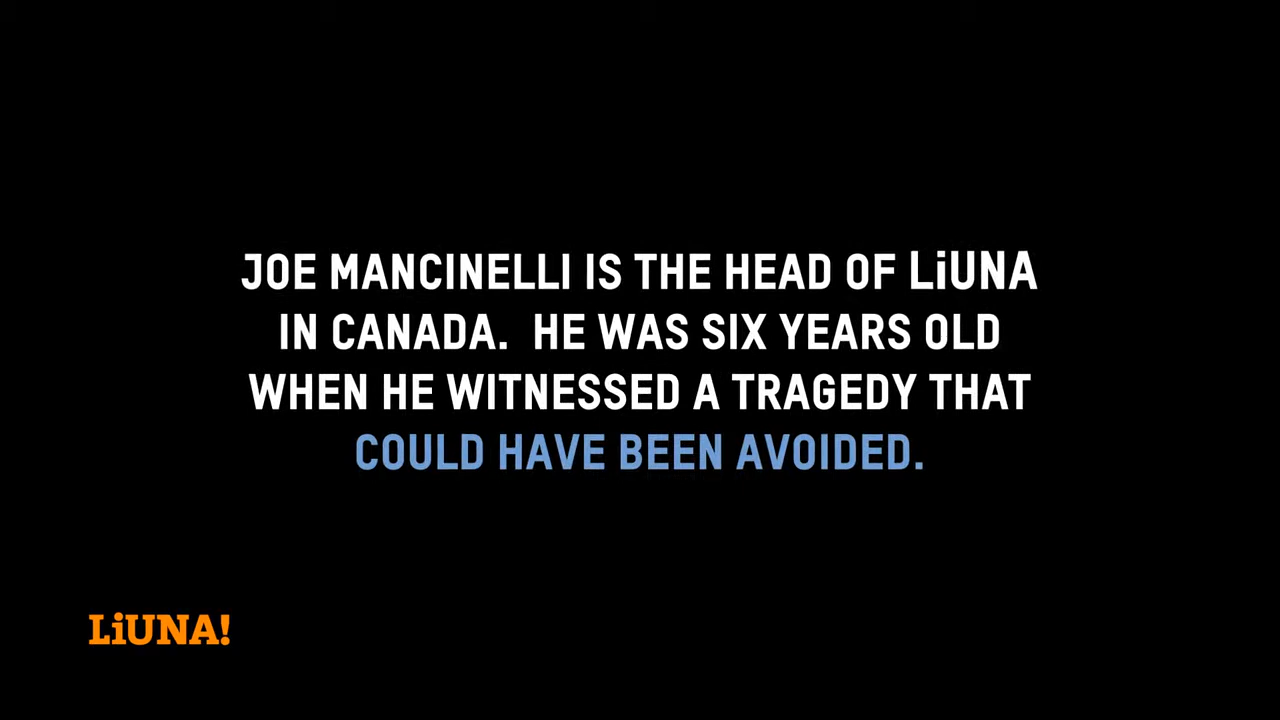 JOE MANCINELLI IS THE HEAD OF LiUNA
IN CANADA.  HE WAS SIX YEARS OLD
WHEN HE WITNESSED A TRAGEDY THAT
COULD HAVE BEEN AVOIDED.
LiUNA!